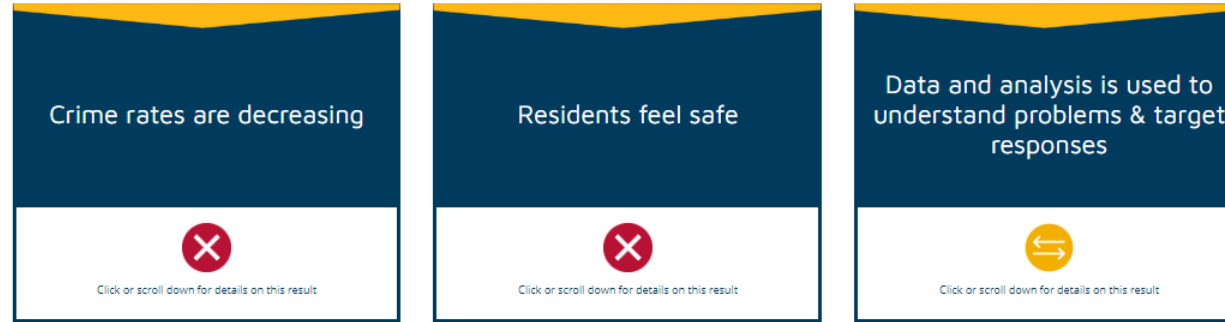 Crime rates are decreasing
Click or scroll down for details on this result
Residents feel safe
Click or scroll down for details on this result
Data and analysis is used to
understand problems & target
responses
Click or scroll down for details on this result